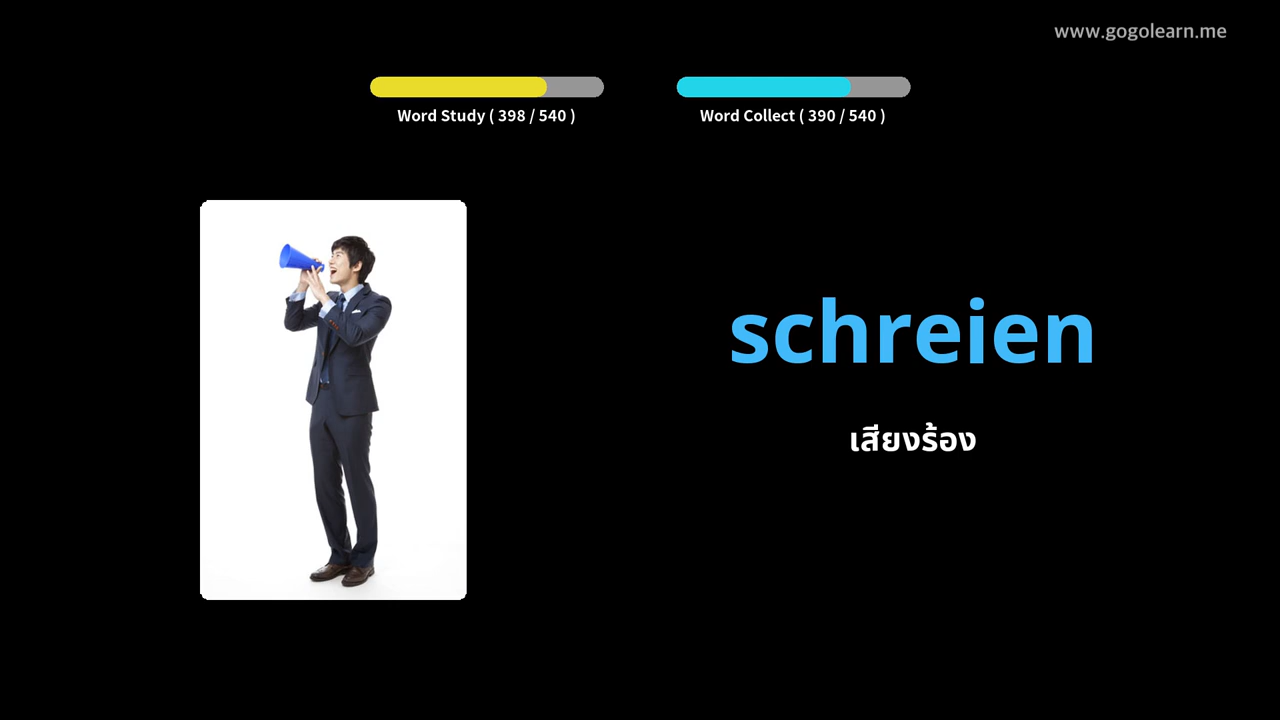 www.gogolearn.me
Word Study ( 398 / 540 )
Word Collect ( 390 / 540 )
schreien
เสียงร้อง